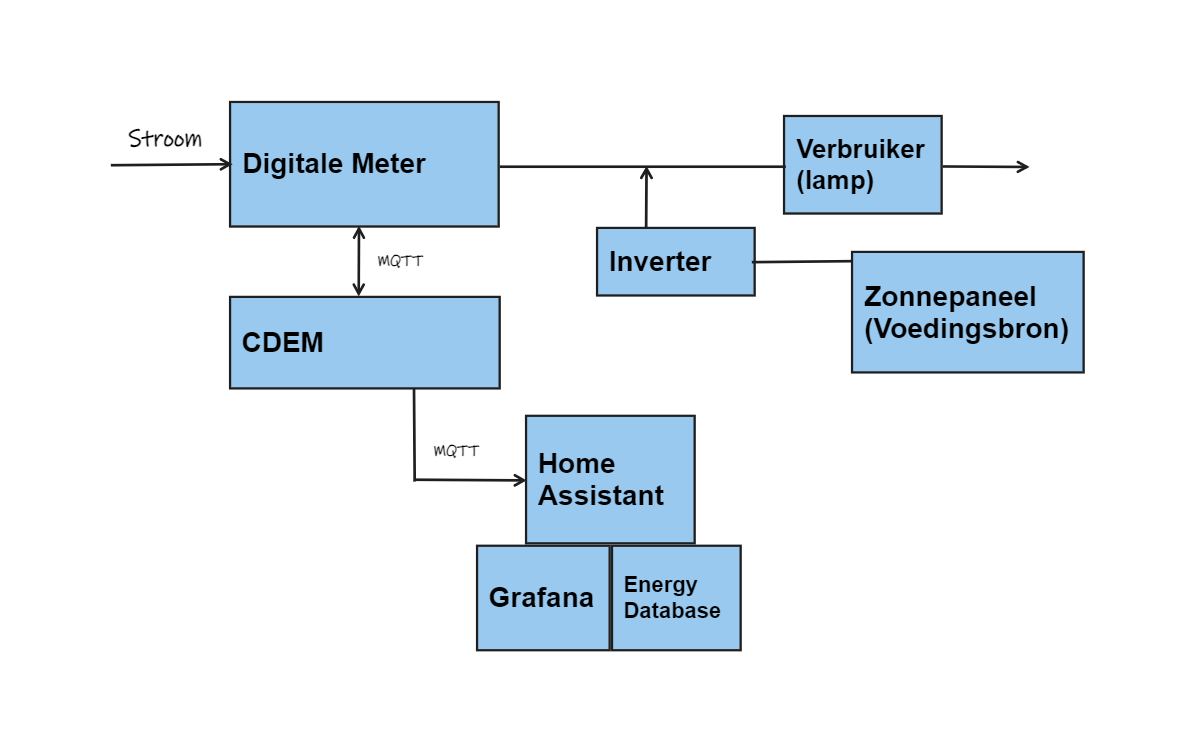 Stroom
Digitale Meter
Verbruiker
(lamp)
MQTT
Inverter
Zonnepaneel
(Voedingsbron)
CDEM
MQTT
Home
Assistant
Grafana
Energy
Database